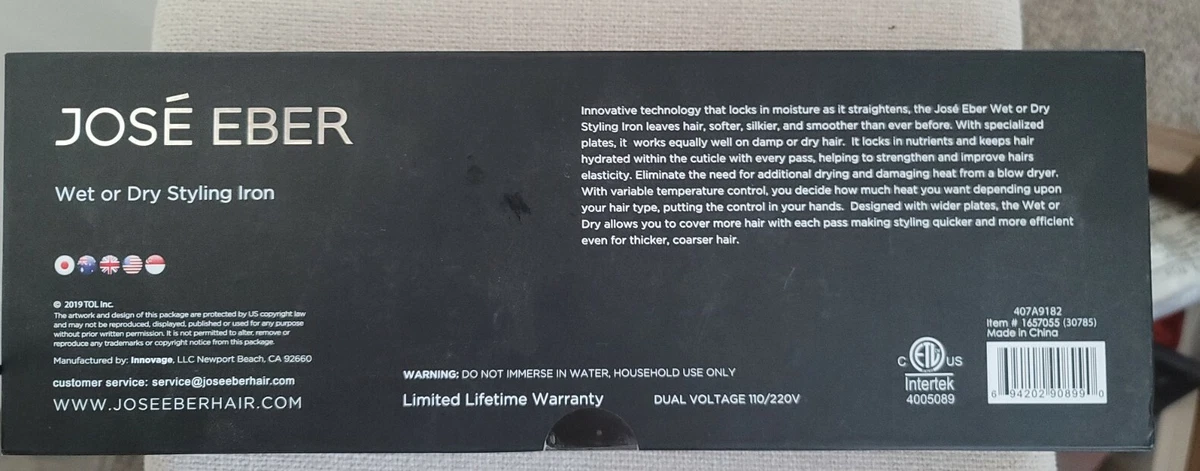 JOSÉ EBER
Wet or Dry Styling Iron
© 2019 TOL Inc.
The artwork and design of this package are protected by US copyright law
and may not be reproduced, displayed, published or used for any purpose
without prior written permission. It is not permitted to alter, remove or
reproduce any trademarks or copyright notice from this package.
Manufactured by: Innovage, LLC Newport Beach, CA 92660
customer service: service@joseeberhair.com
WWW.JOSEEBERHAIR.COM
Innovative technology that locks in moisture as it straightens, the José Eber Wet or Dry
Styling Iron leaves hair, softer, silkier, and smoother than ever before. With specialized
plates, it works equally well on damp or dry hair. It locks in nutrients and keeps hair
hydrated within the cuticle with every pass, helping to strengthen and improve hairs
elasticity. Eliminate the need for additional drying and damaging heat from a blow dryer.
With variable temperature control, you decide how much heat you want depending upon
your hair type, putting the control in your hands. Designed with wider plates, the Wet or
Dry allows you to cover more hair with each pass making styling quicker and more efficient
even for thicker, coarser hair.
WARNING: DO NOT IMMERSE IN WATER, HOUSEHOLD USE ONLY
Limited Lifetime Warranty
DUAL VOLTAGE 110/220V
C ETL US
Intertek
4005089
407A9182
Item # 1657055 (30785)
Made in China
6 94202 90899 0